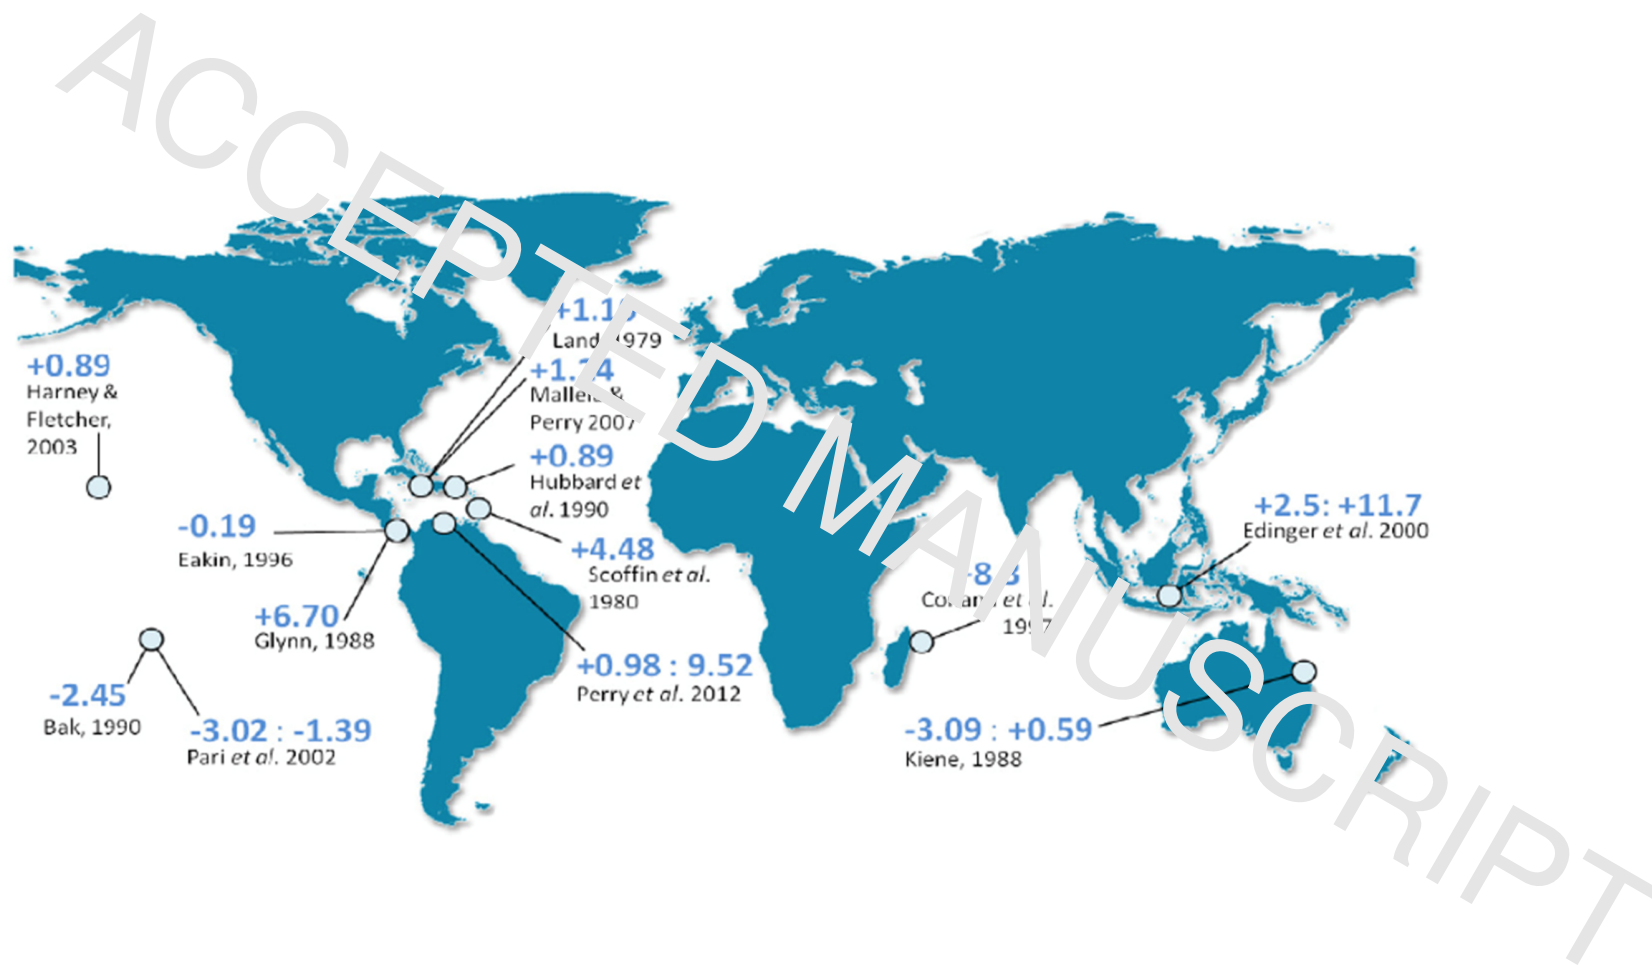 ACCEPTED MANUSCRIPT
Land 1979
+0.89
Harney &
Fletcher,
2003
&
Perry 2007
+0.89
Hubbard et
al. 1990
-0.19
Eakin, 1996
+4.48
Scoffin et al.
1980
+6.70
Glynn, 1988
+0.98 : 9.52
Perry et al. 2012
-2.45
Bak, 1990
-3.02 : -1.39
Pari et al. 2002
+2.5: +11.7
Edinger et al. 2000
et al.
1997
-3.09 : +0.59
Kiene, 1988